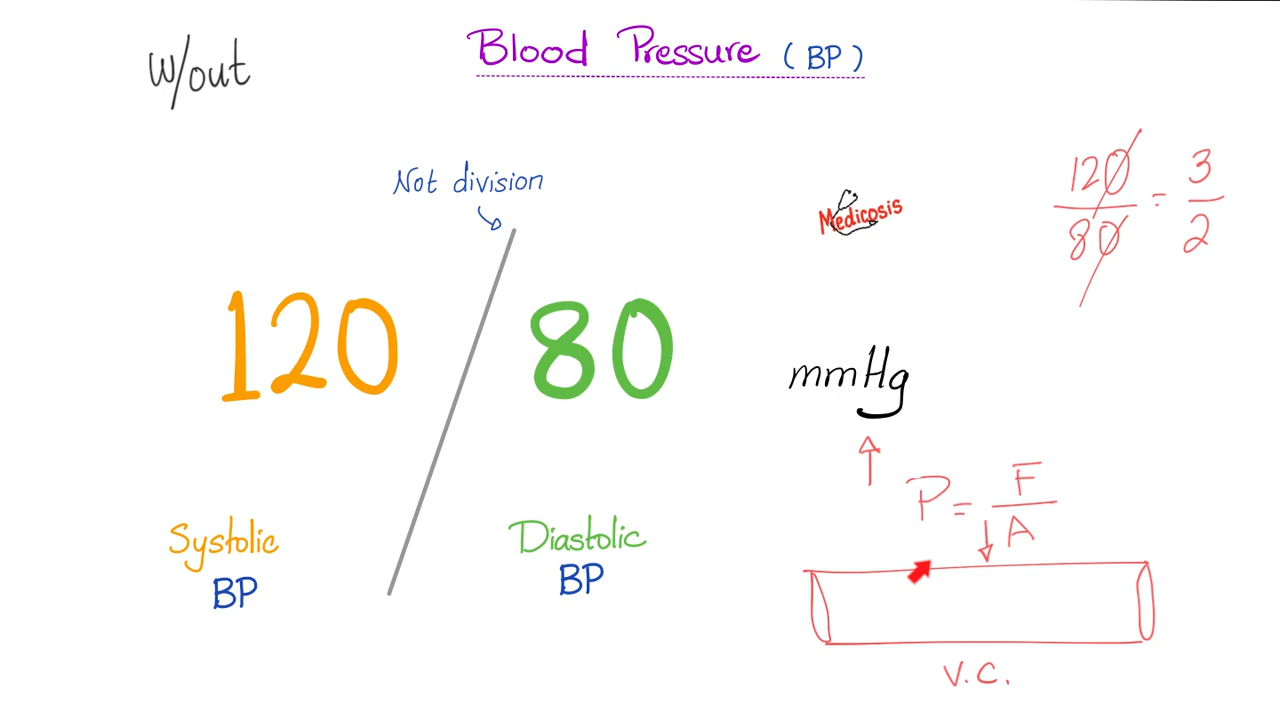 w/out
Blood Pressure (BP)
Not division
Medicosis
120 / 80
mmHg
120/80 = 3/2
P = F/A
Systolic
BP
Diastolic
BP
V.C.